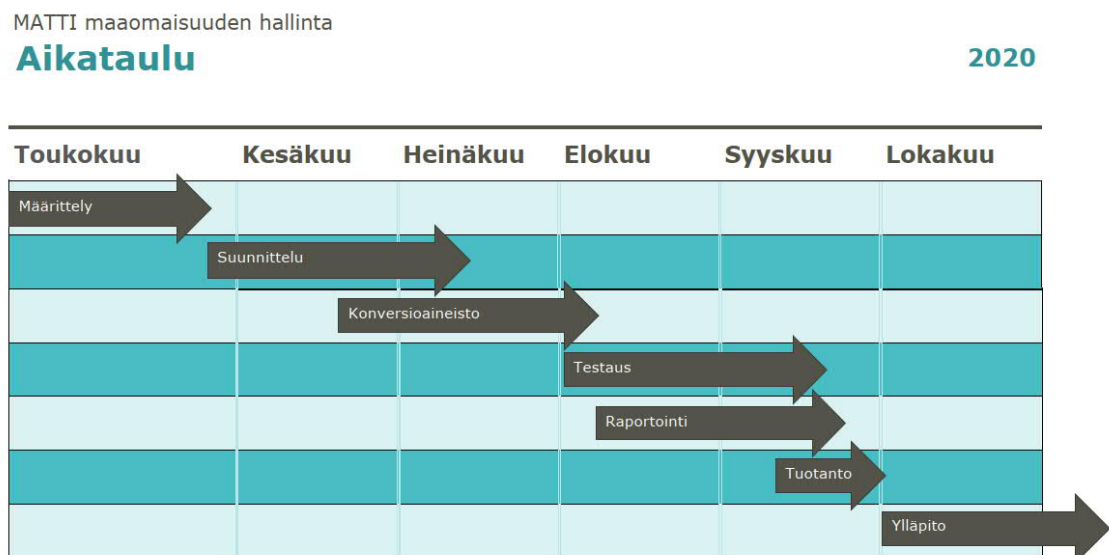 MATTI maaomaisuuden hallinta
Aikataulu 2020
Toukokuu Kesäkuu Heinäkuu Elokuu Syyskuu Lokakuu
Määrittely
Suunnittelu
Konversioaineisto
Testaus
Raportointi
Tuotanto
Ylläpito